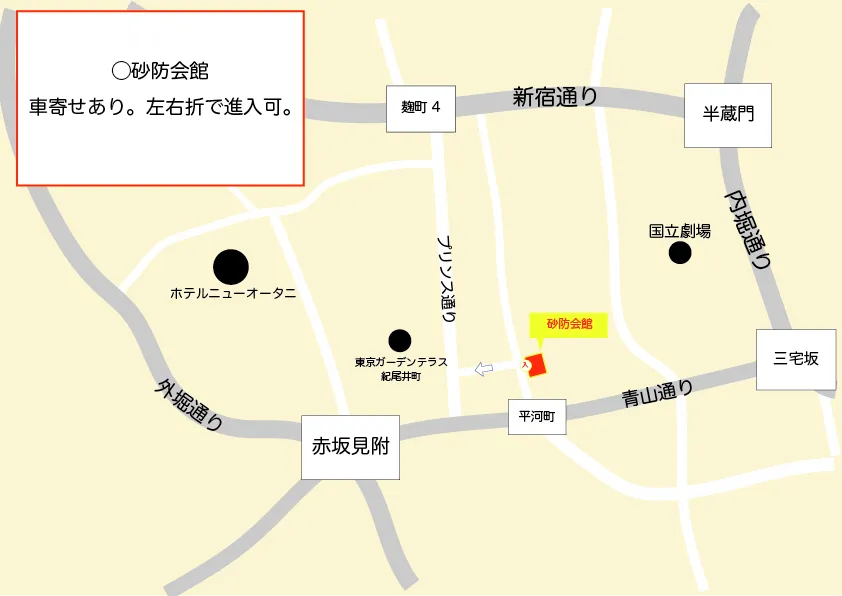 ◯砂防会館
車寄せあり。左右折で進入可。
麹町4
新宿通り
半蔵門
内堀通り
国立劇場
プリンス通り
ホテルニューオータニ
砂防会館
入
東京ガーデンテラス
紀尾井町
三宅坂
外堀通り
青山通り
平河町
赤坂見附